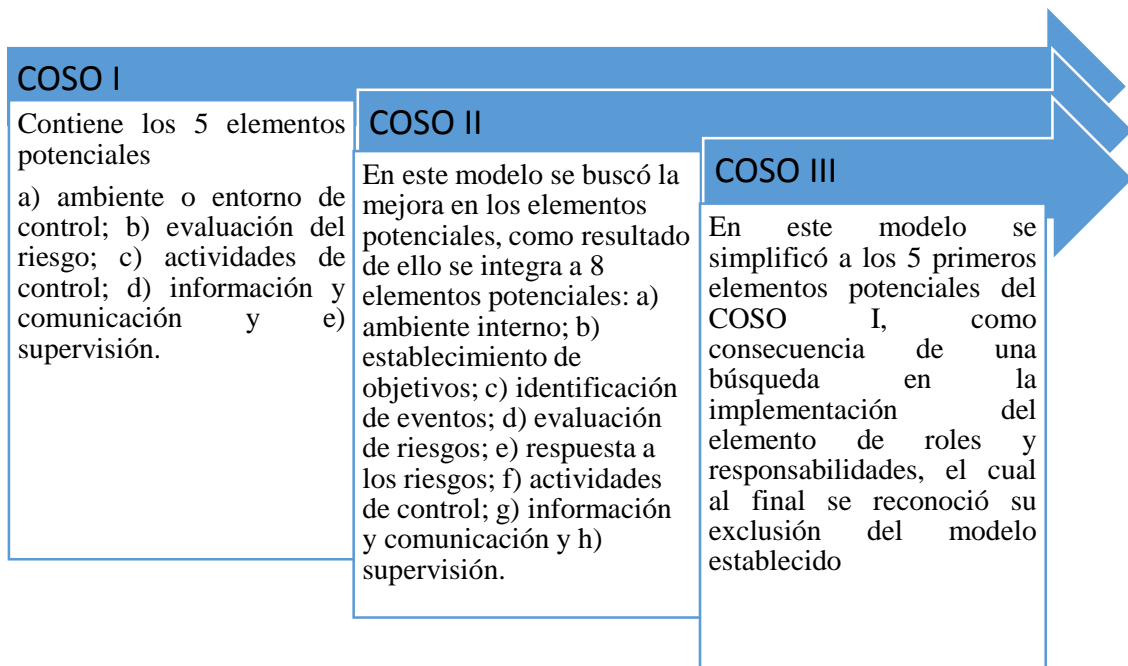 COSO I
Contiene los 5 elementos
potenciales
a) ambiente o entorno de
control; b) evaluación del
riesgo; c) actividades de
control; d) información y
comunicación y e)
supervisión.
COSO II
En este modelo se buscó la
mejora en los elementos
potenciales, como resultado
de ello se integra a 8
elementos potenciales: a)
ambiente interno; b)
establecimiento de
objetivos; c) identificación
de eventos; d) evaluación
de riesgos; e) respuesta a
los riesgos; f) actividades
de control; g) información
y comunicación y h)
supervisión.
COSO III
En este modelo se
simplificó a los 5 primeros
elementos potenciales del
COSO I, como
consecuencia de una
búsqueda en la
implementación del
elemento de roles y
responsabilidades, el cual
al final se reconoció su
exclusión del modelo
establecido